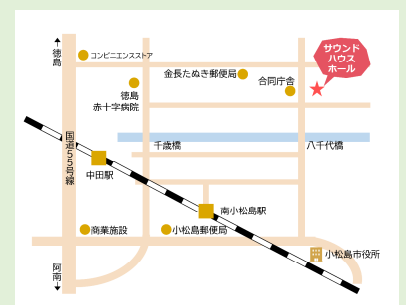 徳島
コンビニエンスストア
サウンド
ハウス
ホール
金長たぬき郵便局
合同庁舎
徳島
赤十字病院
国道55号線
千歳橋
八千代橋
中田駅
南小松島駅
商業施設
小松島郵便局
小松島市役所
阿南